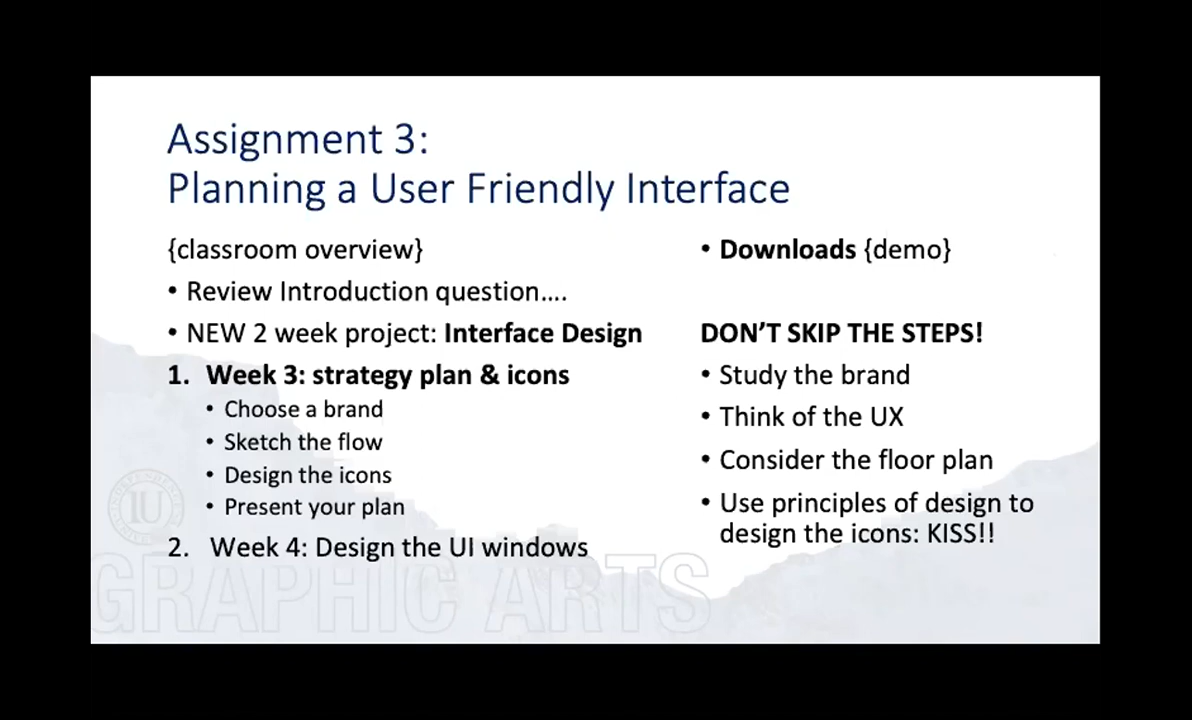 Assignment 3:
Planning a User Friendly Interface
{classroom overview}
• Review Introduction question....
• NEW 2 week project: Interface Design
1. Week 3: strategy plan & icons
• Choose a brand
• Sketch the flow
• Design the icons
• Present your plan
2. Week 4: Design the UI windows
• Downloads {demo}
DON'T SKIP THE STEPS!
• Study the brand
• Think of the UX
• Consider the floor plan
• Use principles of design to
design the icons: KISS!!
IU
GRAPHIC ARTS